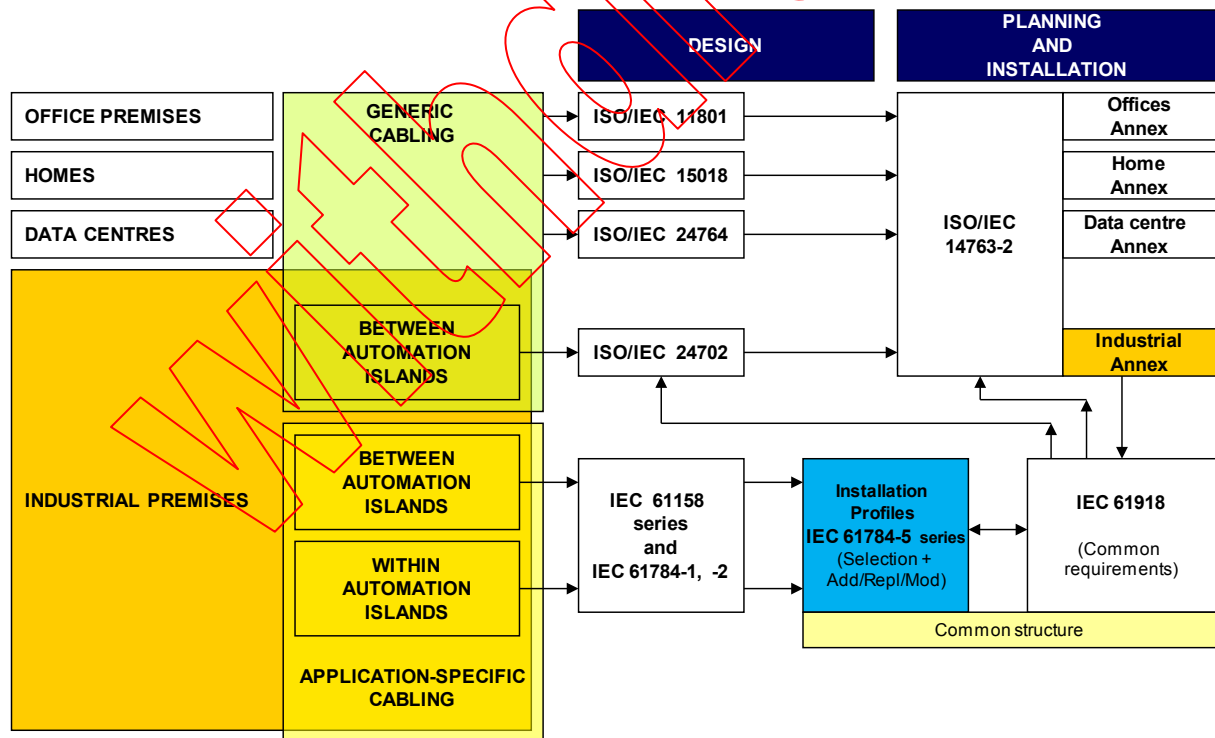 DESIGN
PLANNING
AND
INSTALLATION
OFFICE PREMISES
GENERIC
CABLING
ISO/IEC 11801
Offices
Annex
HOMES
ISO/IEC 15018
Home
Annex
DATA CENTRES
ISO/IEC 24764
ISO/IEC
14763-2
Data centre
Annex
BETWEEN
AUTOMATION
ISLANDS
ISO/IEC 24702
Industrial
Annex
INDUSTRIAL PREMISES
BETWEEN
AUTOMATION
ISLANDS
WITHIN
AUTOMATION
ISLANDS
APPLICATION-SPECIFIC
CABLING
IEC 61158
series
and
IEC 61784-1, -2
Installation
Profiles
IEC 61784-5 series
(Selection +
Add/Repl/Mod)
IEC 61918
(Common
requirements)
Common structure